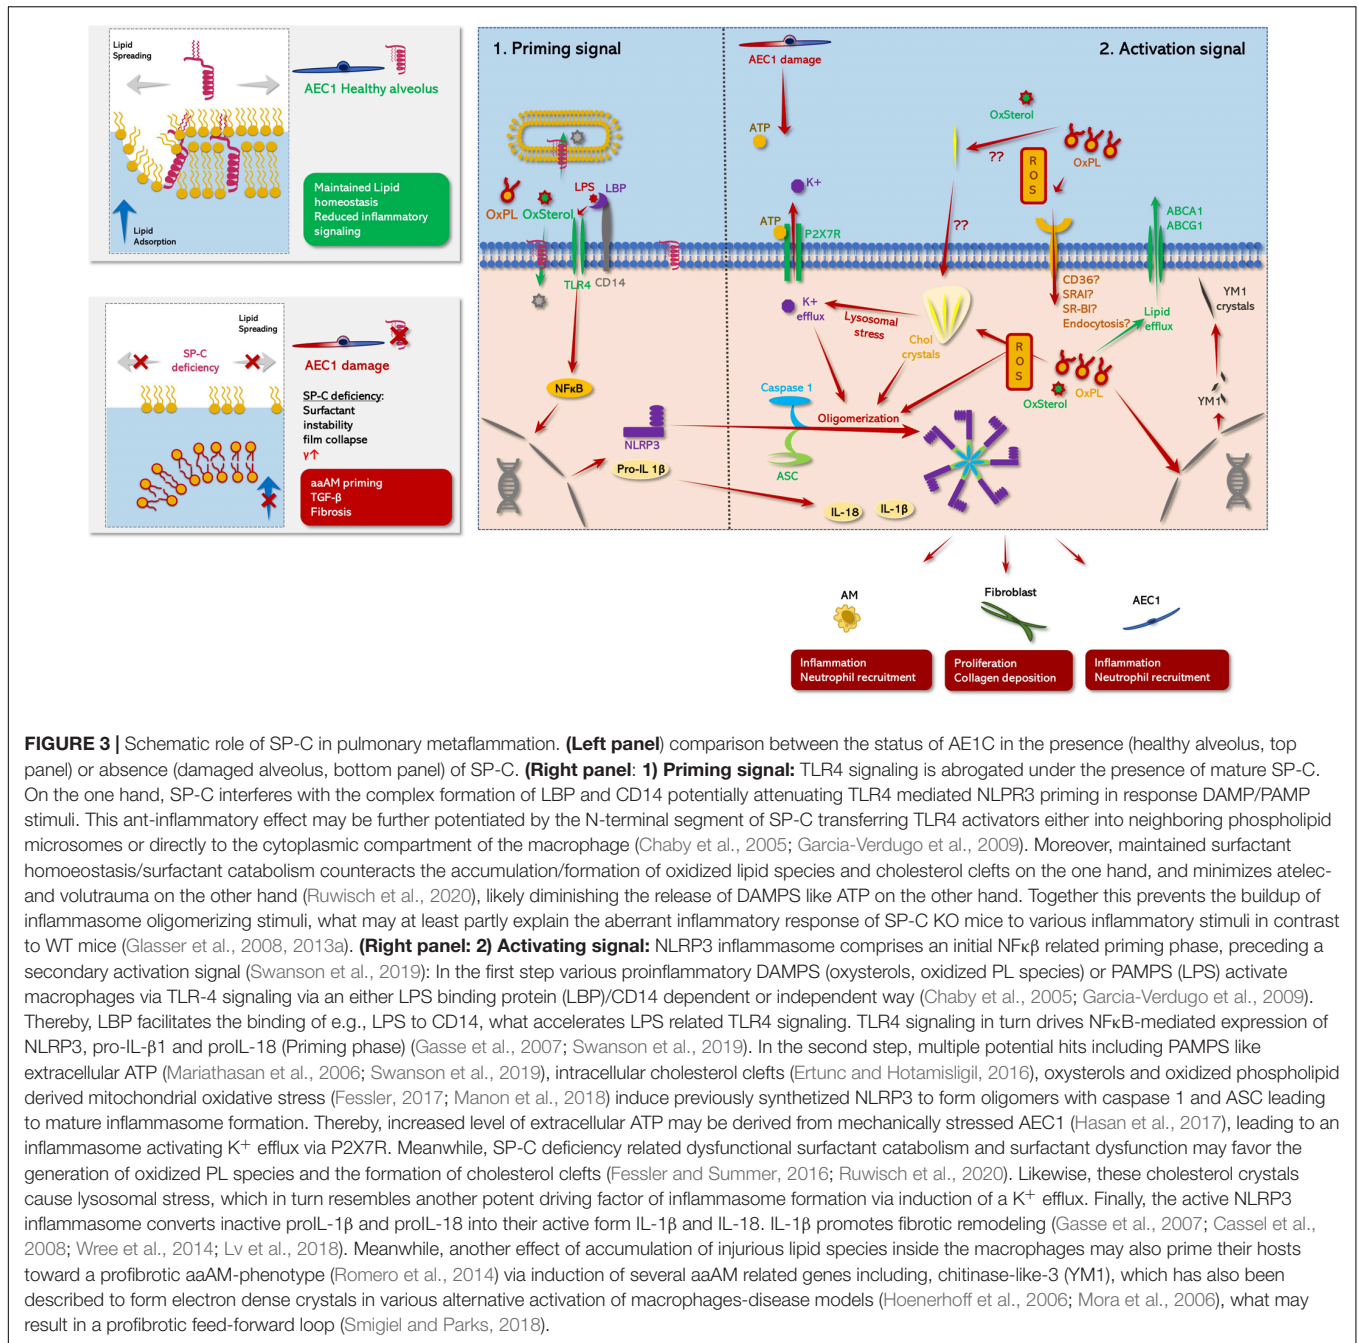 Lipid
Spreading
AEC1 Healthy alveolus
Maintained Lipid
homeostasis
Reduced inflammatory
signaling
Lipid
Adsorption
Lipid
Spreading
SP-C
deficiency
AEC1 damage
SP-C deficiency:
Surfactant
instability
film collapse
γ↑
aaAM priming
TGF-β
Fibrosis
1. Priming signal
OxPL
OxSterol
LPS
LBP
TLR4
CD14
NFκB
NLRP3
Pro-IL 1β
2. Activation signal
AEC1 damage
ATP
K+
ATP
P2X7R
K+
efflux
Lysosomal
stress
Chol
crystals
??
??
OxSterol
OxPL
R
O
S
CD36?
SRAI?
SR-BI?
Endocytosis?
ABCA1
ABCG1
Lipid
efflux
YM1
crystals
YM1
R
O
S
OxSterol
OxPL
Caspase 1
Oligomerization
ASC
IL-18
IL-1β
AM
Fibroblast
AEC1
Inflammation
Neutrophil recruitment
Proliferation
Collagen deposition
Inflammation
Neutrophil recruitment
FIGURE 3 | Schematic role of SP-C in pulmonary metaflammation. (Left panel) comparison between the status of AE1C in the presence (healthy alveolus, top
panel) or absence (damaged alveolus, bottom panel) of SP-C. (Right panel: 1) Priming signal: TLR4 signaling is abrogated under the presence of mature SP-C.
On the one hand, SP-C interferes with the complex formation of LBP and CD14 potentially attenuating TLR4 mediated NLPR3 priming in response DAMP/PAMP
stimuli. This ant-inflammatory effect may be further potentiated by the N-terminal segment of SP-C transferring TLR4 activators either into neighboring phospholipid
microsomes or directly to the cytoplasmic compartment of the macrophage (Chaby et al., 2005; Garcia-Verdugo et al., 2009). Moreover, maintained surfactant
homoeostasis/surfactant catabolism counteracts the accumulation/formation of oxidized lipid species and cholesterol clefts on the one hand, and minimizes atelec-
and volutrauma on the other hand (Ruwisch et al., 2020), likely diminishing the release of DAMPS like ATP on the other hand. Together this prevents the buildup of
inflammasome oligomerizing stimuli, what may at least partly explain the aberrant inflammatory response of SP-C KO mice to various inflammatory stimuli in contrast
to WT mice (Glasser et al., 2008, 2013a). (Right panel: 2) Activating signal: NLRP3 inflammasome comprises an initial NFκβ related priming phase, preceding a
secondary activation signal (Swanson et al., 2019): In the first step various proinflammatory DAMPS (oxysterols, oxidized PL species) or PAMPS (LPS) activate
macrophages via TLR-4 signaling via an either LPS binding protein (LBP)/CD14 dependent or independent way (Chaby et al., 2005; Garcia-Verdugo et al., 2009).
Thereby, LBP facilitates the binding of e.g., LPS to CD14, what accelerates LPS related TLR4 signaling. TLR4 signaling in turn drives NFκB-mediated expression of
NLRP3, pro-IL-β1 and proIL-18 (Priming phase) (Gasse et al., 2007; Swanson et al., 2019). In the second step, multiple potential hits including PAMPS like
extracellular ATP (Mariathasan et al., 2006; Swanson et al., 2019), intracellular cholesterol clefts (Ertunc and Hotamisligil, 2016), oxysterols and oxidized phospholipid
derived mitochondrial oxidative stress (Fessler, 2017; Manon et al., 2018) induce previously synthetized NLRP3 to form oligomers with caspase 1 and ASC leading
to mature inflammasome formation. Thereby, increased level of extracellular ATP may be derived from mechanically stressed AEC1 (Hasan et al., 2017), leading to an
inflammasome activating K⁺ efflux via P2X7R. Meanwhile, SP-C deficiency related dysfunctional surfactant catabolism and surfactant dysfunction may favor the
generation of oxidized PL species and the formation of cholesterol clefts (Fessler and Summer, 2016; Ruwisch et al., 2020). Likewise, these cholesterol crystals
cause lysosomal stress, which in turn resembles another potent driving factor of inflammasome formation via induction of a K⁺ efflux. Finally, the active NLRP3
inflammasome converts inactive proIL-1β and proIL-18 into their active form IL-1β and IL-18. IL-1β promotes fibrotic remodeling (Gasse et al., 2007; Cassel et al.,
2008; Wree et al., 2014; Lv et al., 2018). Meanwhile, another effect of accumulation of injurious lipid species inside the macrophages may also prime their hosts
toward a profibrotic aaAM-phenotype (Romero et al., 2014) via induction of several aaAM related genes including, chitinase-like-3 (YM1), which has also been
described to form electron dense crystals in various alternative activation of macrophages-disease models (Hoenerhoff et al., 2006; Mora et al., 2006), what may
result in a profibrotic feed-forward loop (Smigiel and Parks, 2018).